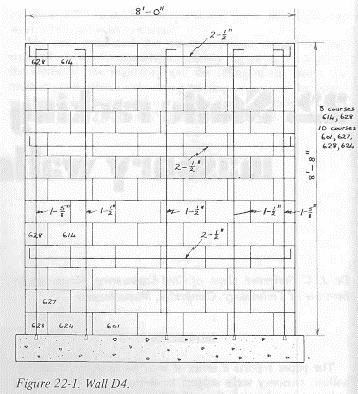 8'-0"
2-½"
628 614
3 courses
614, 628
10 courses
601, 627,
628, 624
8'-8"
2-½"
1-⅝" 1-½" 1-½" 1-½" 1-⅝"
628 614
2-½"
627
628 624 601
Figure 22-1. Wall D4.